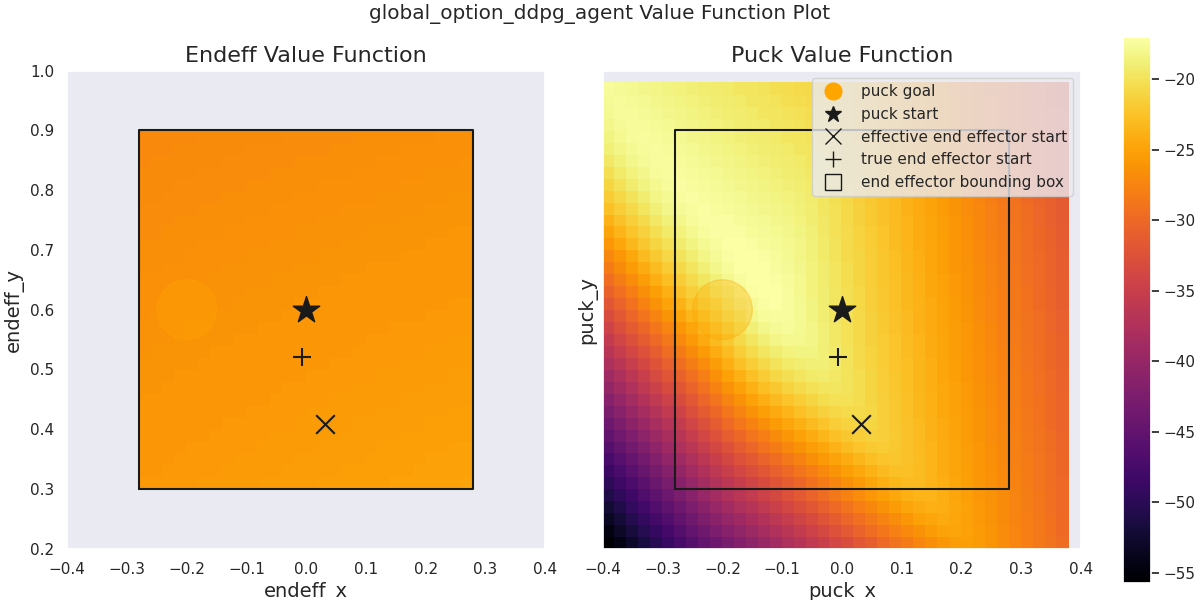 global_option_ddpg_agent Value Function Plot
Endeff Value Function
endeff_y
1.0
0.9
0.8
0.7
0.6
0.5
0.4
0.3
0.2
−0.4 −0.3 −0.2 −0.1 0.0 0.1 0.2 0.3 0.4
endeff_x
Puck Value Function
puck_y
puck goal
puck start
effective end effector start
true end effector start
end effector bounding box
−0.4 −0.3 −0.2 −0.1 0.0 0.1 0.2 0.3 0.4
puck_x
−20
−25
−30
−35
−40
−45
−50
−55